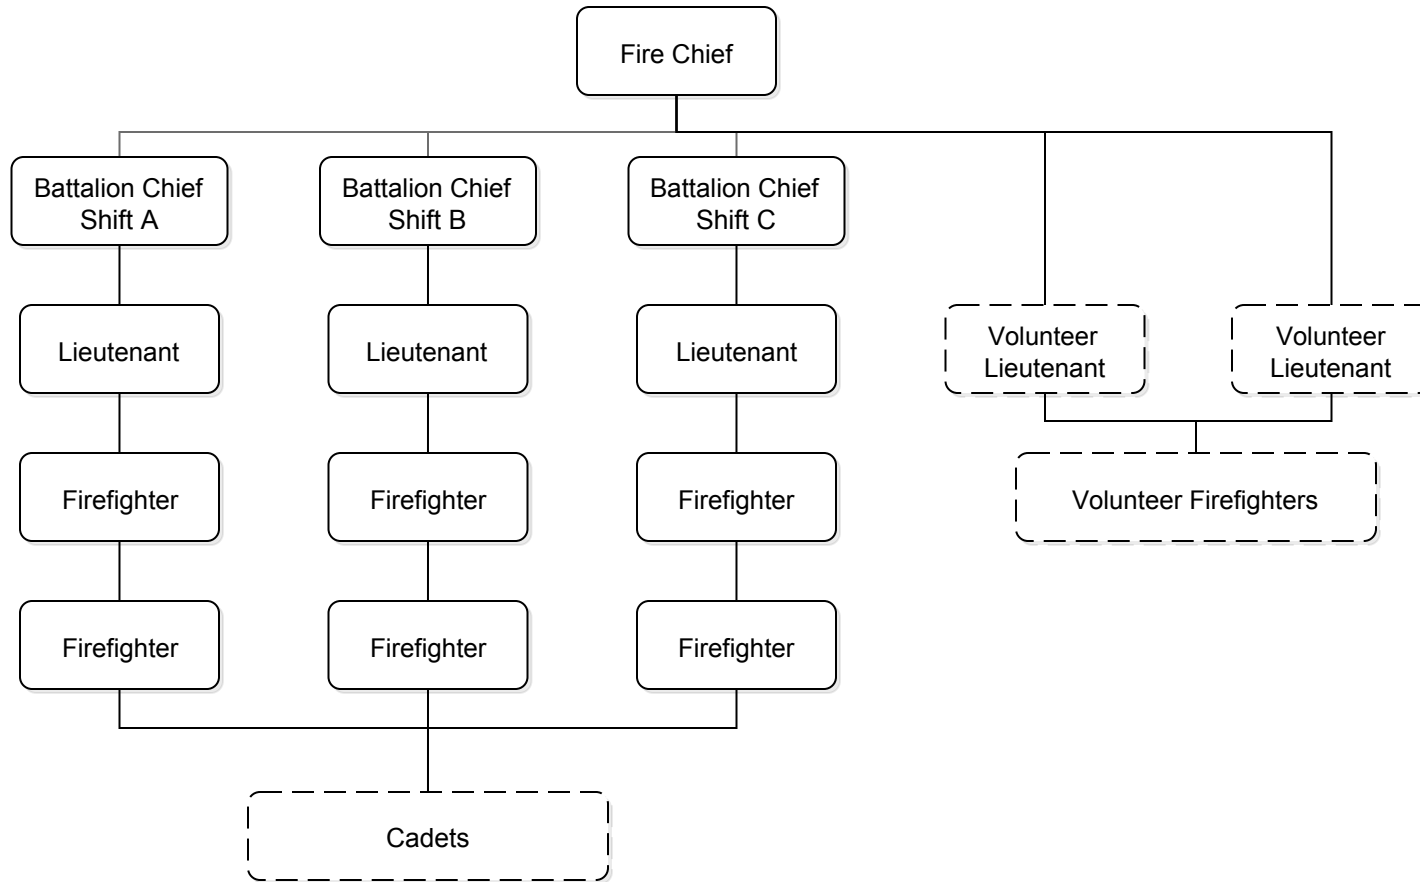 Fire Chief
Battalion Chief
Shift A
Battalion Chief
Shift B
Battalion Chief
Shift C
Lieutenant
Lieutenant
Lieutenant
Volunteer
Lieutenant
Volunteer
Lieutenant
Firefighter
Firefighter
Firefighter
Volunteer Firefighters
Firefighter
Firefighter
Firefighter
Cadets